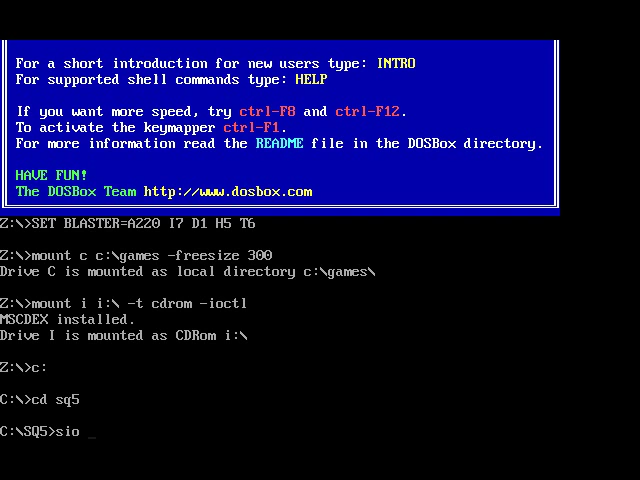 For a short introduction for new users type: INTRO
For supported shell commands type: HELP
If you want more speed, try ctrl-F8 and ctrl-F12.
To activate the keymapper ctrl-F1.
For more information read the README file in the DOSBox directory.
HAVE FUN!
The DOSBox Team http://www.dosbox.com
Z:\>SET BLASTER=A220 I7 D1 H5 T6
Z:\>mount c c:\games -freesize 300
Drive C is mounted as local directory c:\games\
Z:\>mount i i:\ -t cdrom -ioctl
MSCDEX installed.
Drive I is mounted as CDRom i:\
Z:\>c:
C:\>cd sq5
C:\SQ5>sio _